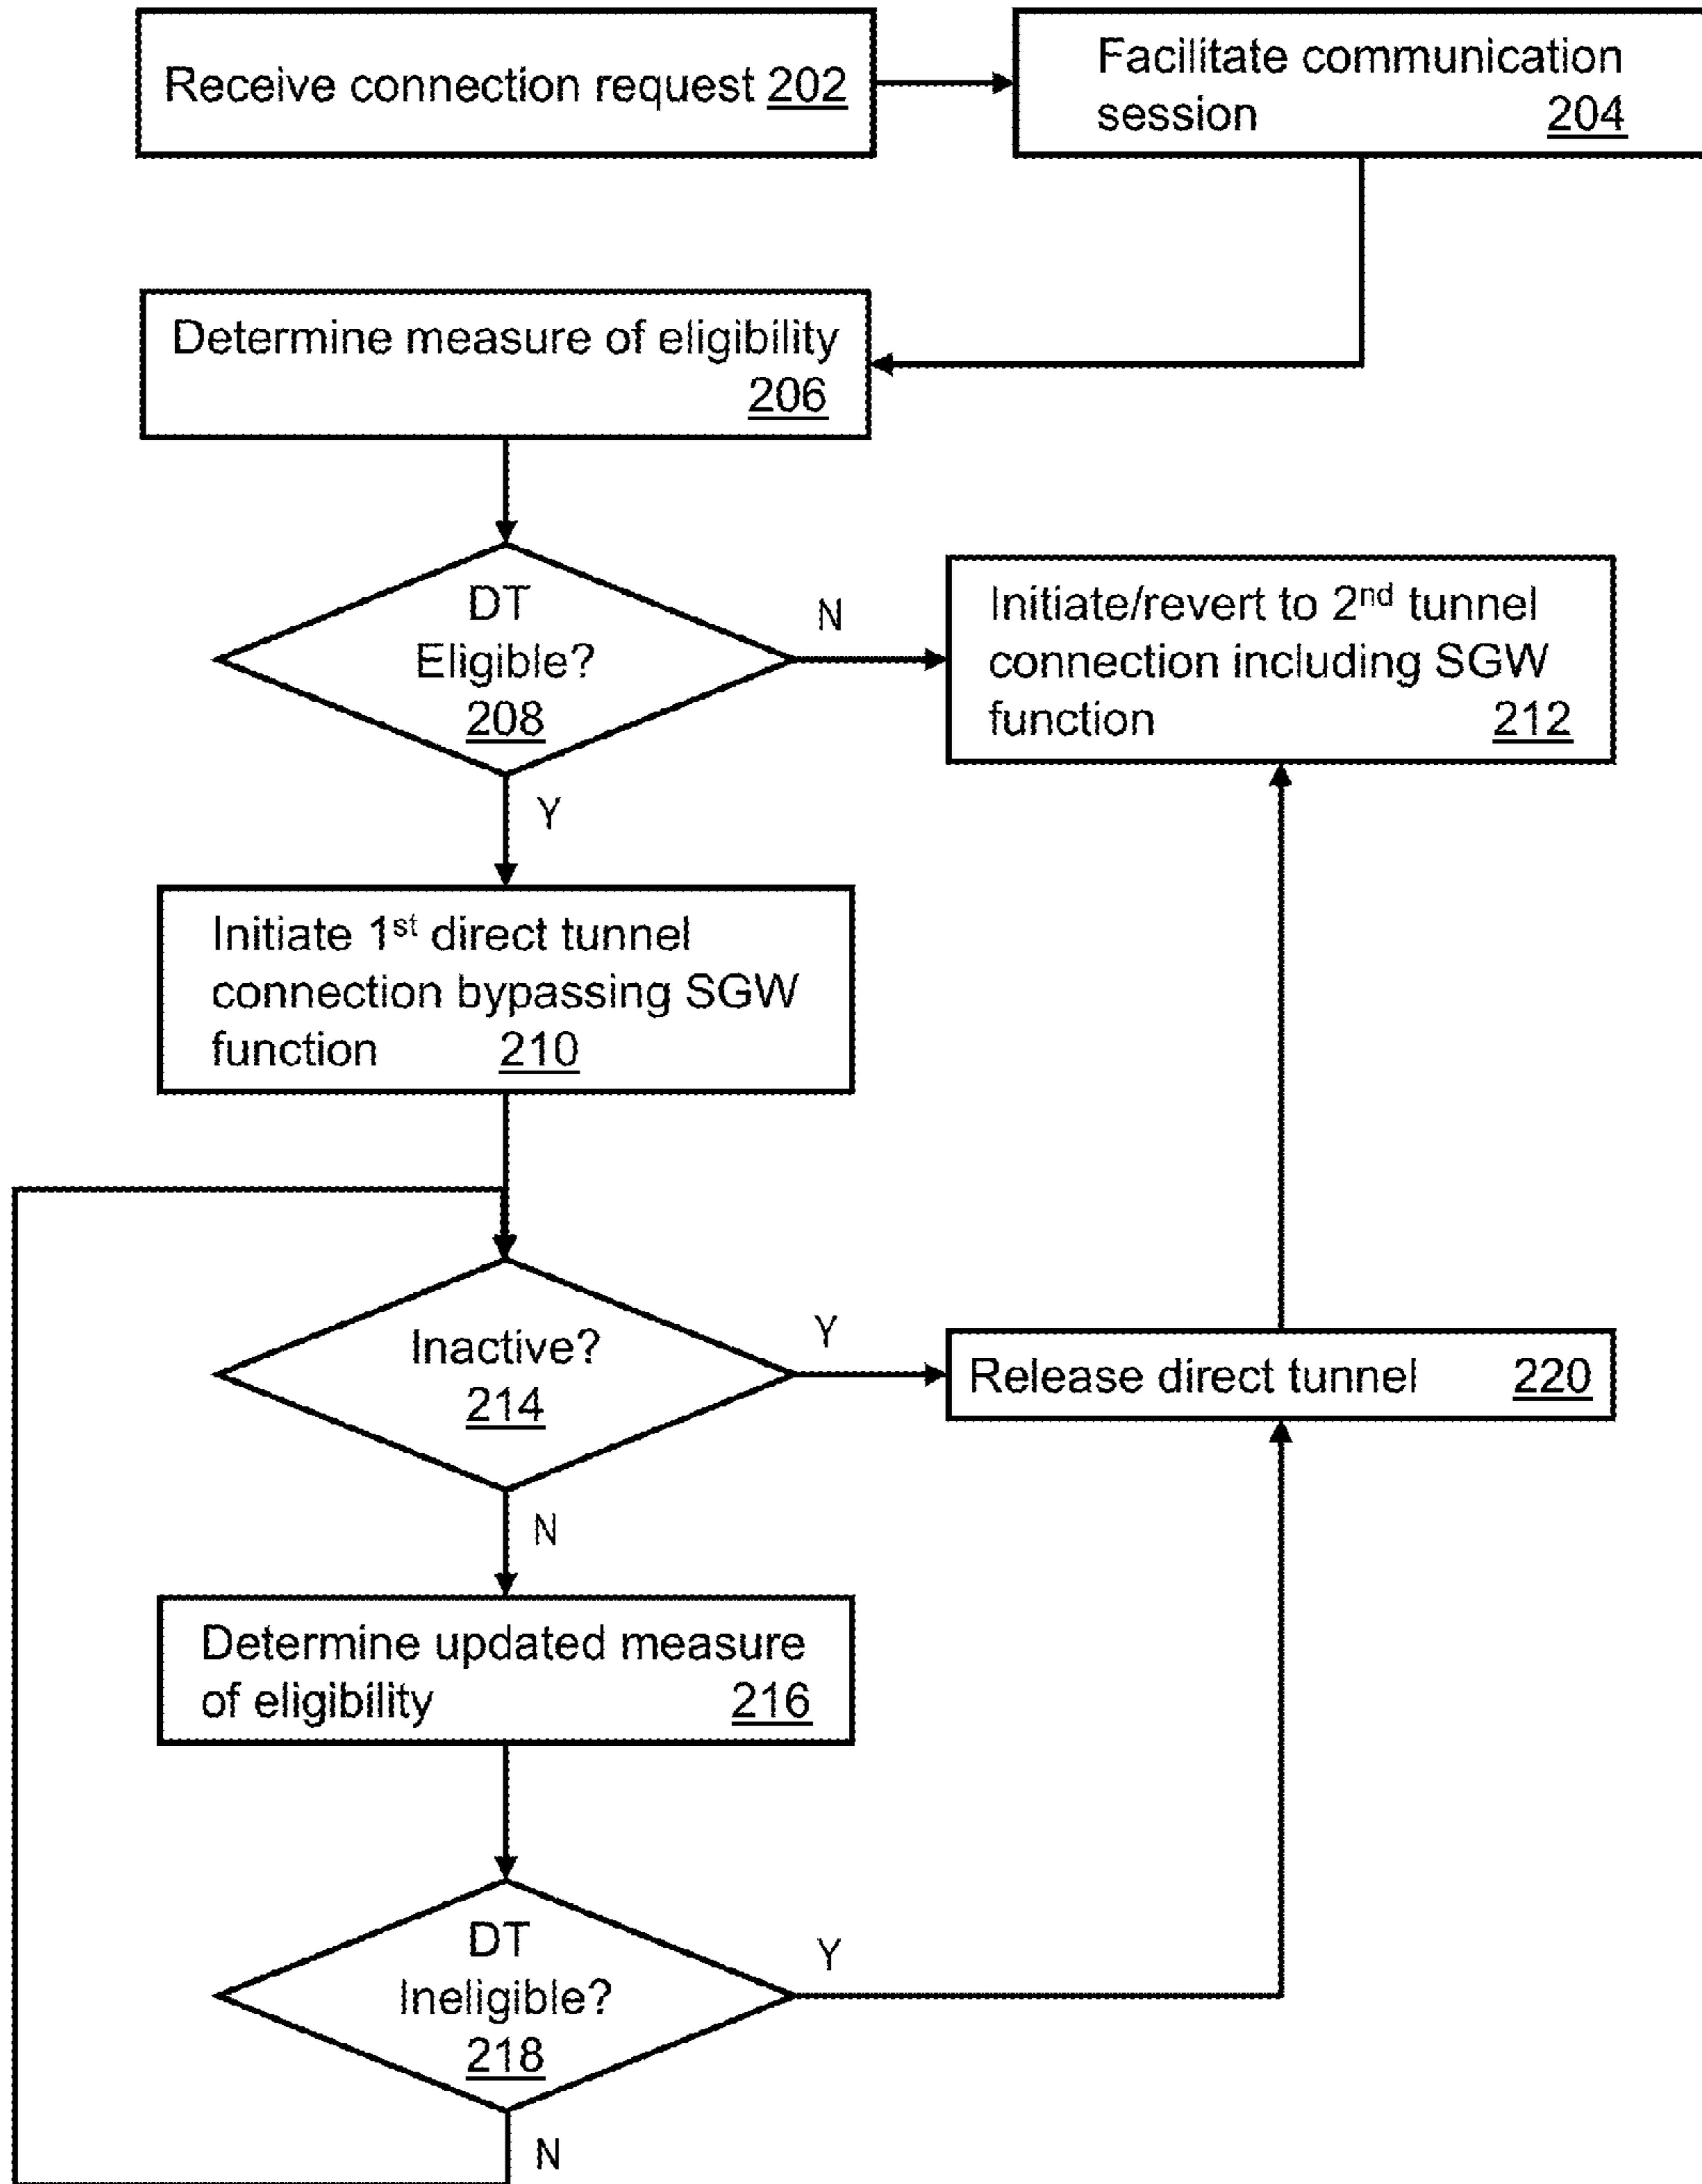 Receive connection request 202
Facilitate communication
session 204
Determine measure of eligibility
206
DT
Eligible?
208
N
Initiate/revert to 2nd tunnel
connection including SGW
function 212
Y
Initiate 1st direct tunnel
connection bypassing SGW
function 210
Inactive?
214
Y
Release direct tunnel 220
N
Determine updated measure
of eligibility 216
DT
Ineligible?
218
Y
N